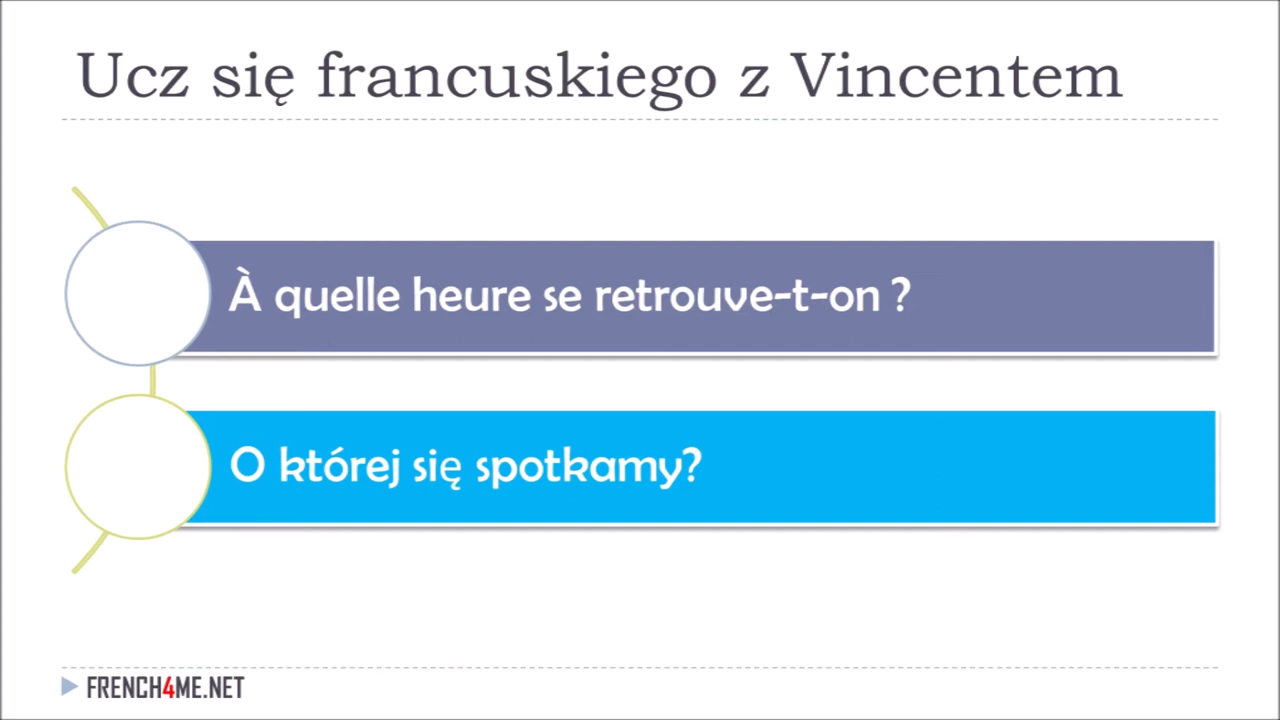 Ucz się francuskiego z Vincentem
À quelle heure se retrouve-t-on ?
O której się spotkamy?
FRENCH4ME.NET